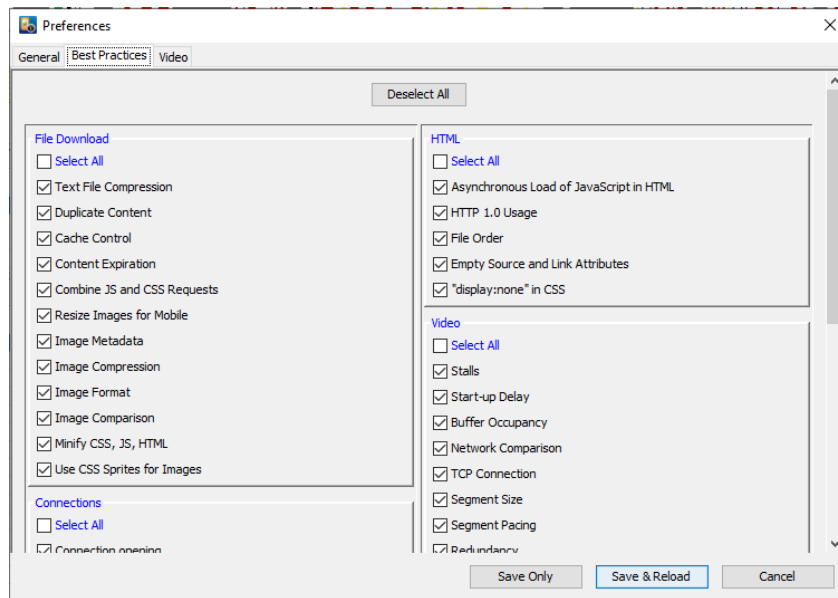 Preferences
General Best Practices Video
Deselect All
File Download
Select All
Text File Compression
Duplicate Content
Cache Control
Content Expiration
Combine JS and CSS Requests
Resize Images for Mobile
Image Metadata
Image Compression
Image Format
Image Comparison
Minify CSS, JS, HTML
Use CSS Sprites for Images
Connections
Select All
Connection opening
HTML
Select All
Asynchronous Load of JavaScript in HTML
HTTP 1.0 Usage
File Order
Empty Source and Link Attributes
"display:none" in CSS
Video
Select All
Stalls
Start-up Delay
Buffer Occupancy
Network Comparison
TCP Connection
Segment Size
Segment Pacing
Redundancy
Save Only Save & Reload Cancel